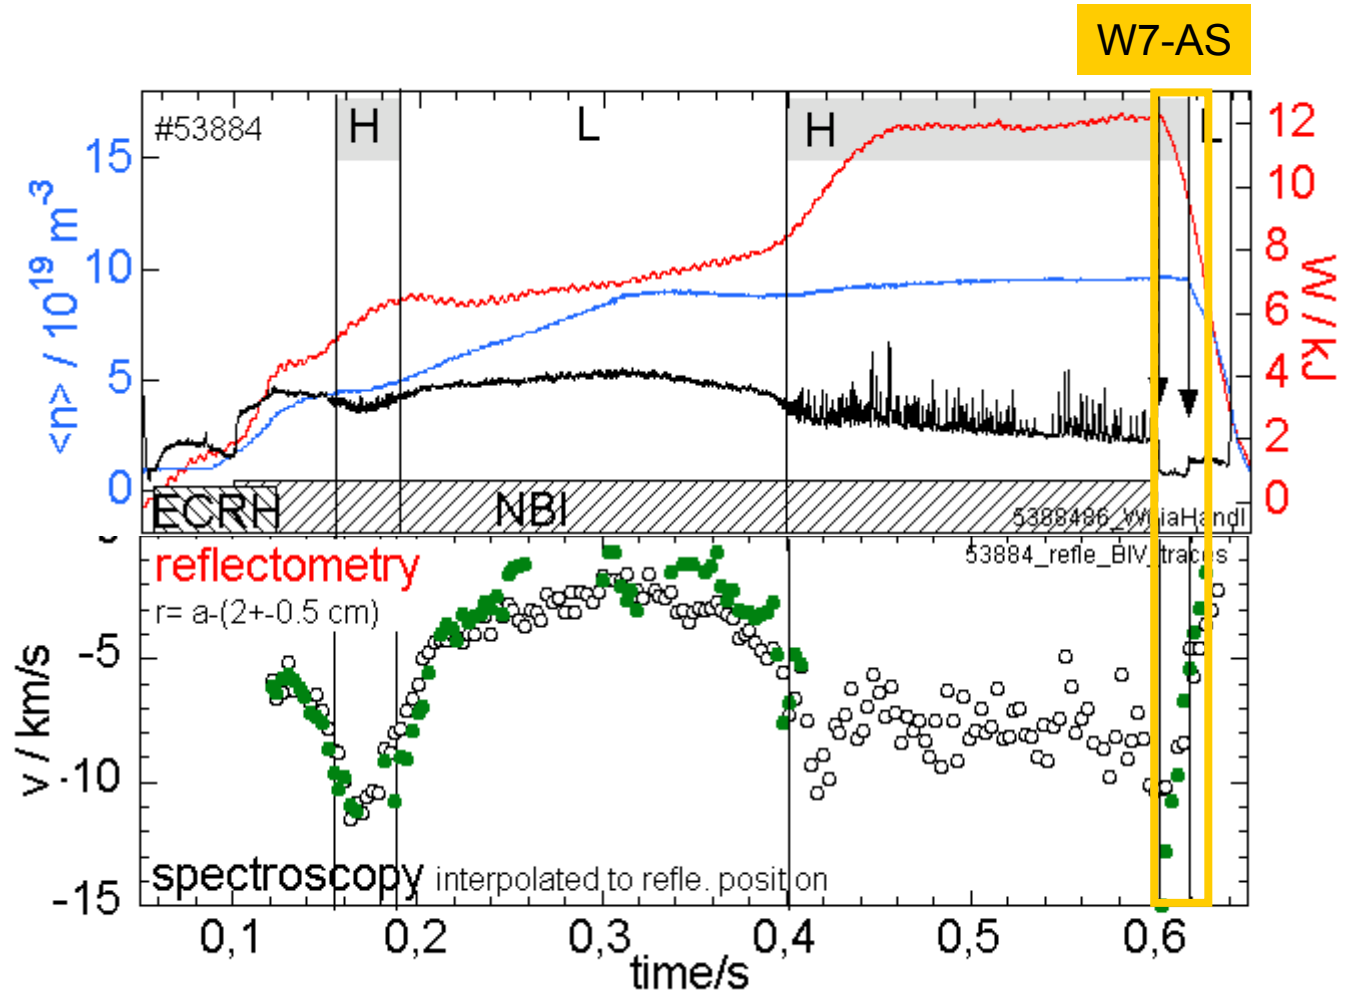 W7-AS
#53884
H
L
H
L
15
10
5
0
<n> / 10¹⁹ m⁻³
12
10
8
6
4
2
0
W / kJ
ECRH
NBI
reflectometry
53884_refle_BIV_traces
r= a-(2+-0.5 cm)
-5
-10
-15
v / km/s
spectroscopy interpolated to refle. position
0,1
0,2
0,3
0,4
0,5
0,6
time/s